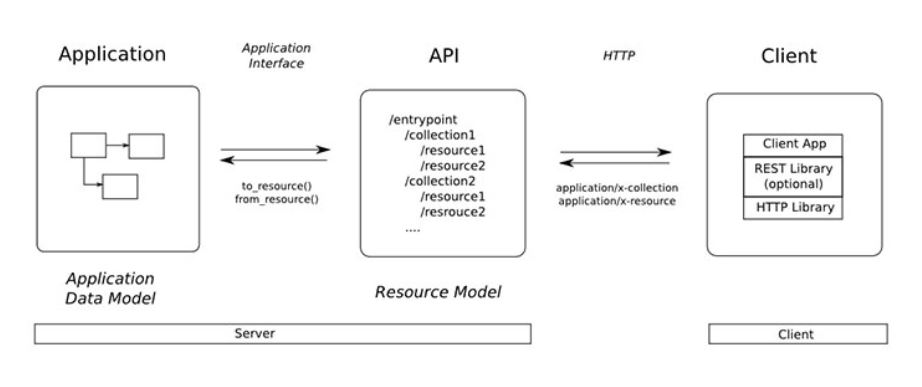 Application
Application
Interface
API
HTTP
Client
/entrypoint
/collection1
/resource1
/resource2
/collection2
/resource1
/resrouce2
....
to_resource()
from_resource()
application/x-collection
application/x-resource
Client App
REST Library
(optional)
HTTP Library
Application
Data Model
Resource Model
Server
Client